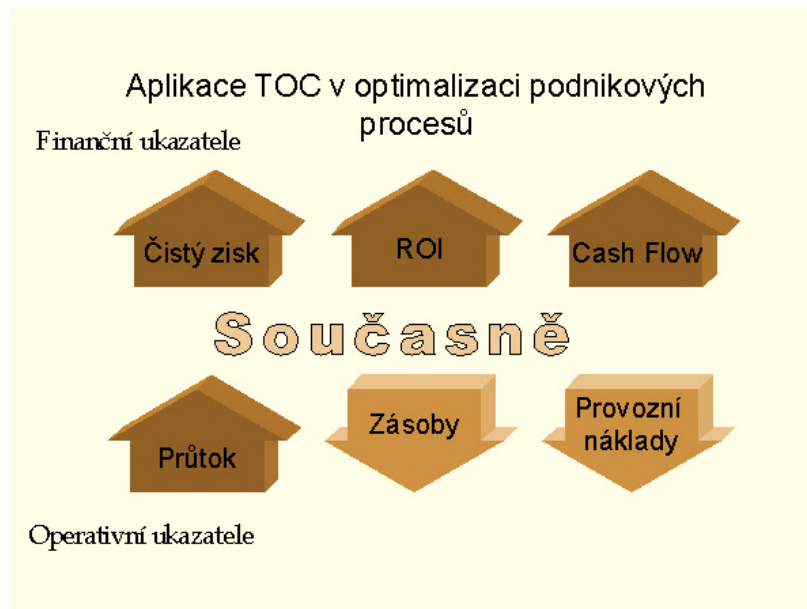 Aplikace TOC v optimalizaci podnikových
procesů
Finanční ukazatele
Čistý zisk
ROI
Cash Flow
Současně
Průtok
Zásoby
Provozní
náklady
Operativní ukazatele